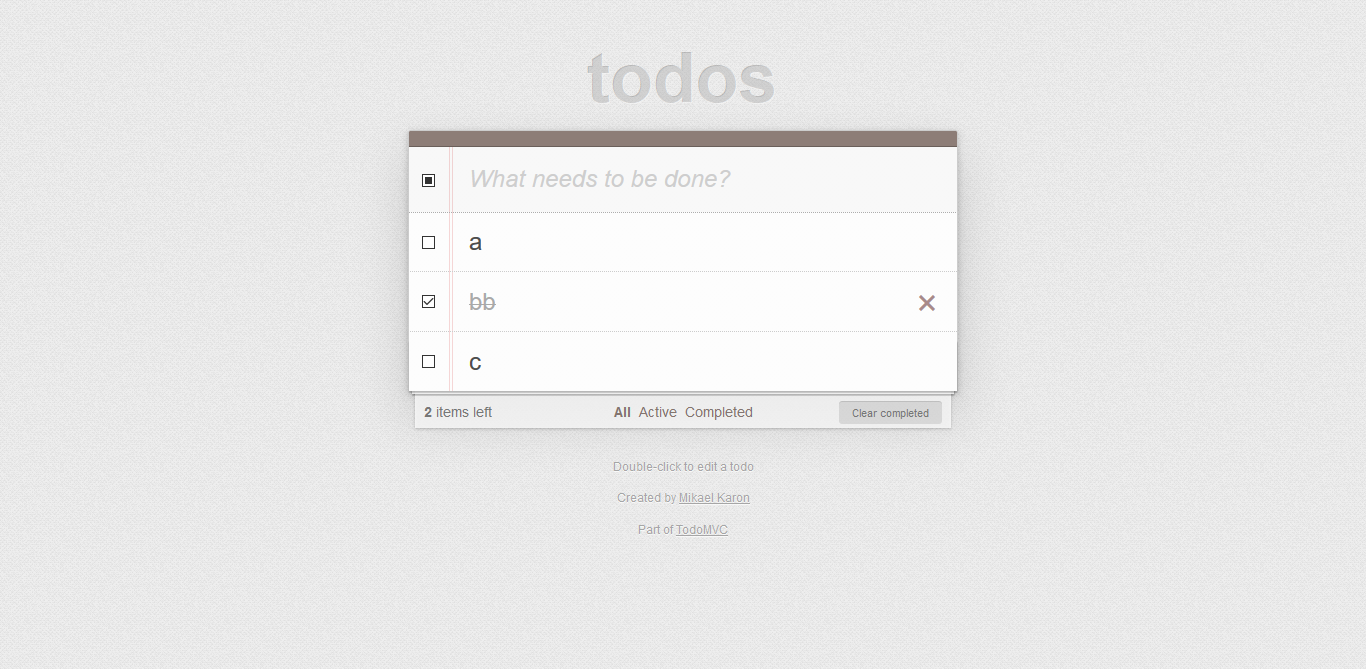 todos
What needs to be done?
a
bb
c
2 items left All Active Completed Clear completed
Double-click to edit a todo
Created by Mikael Karon
Part of TodoMVC